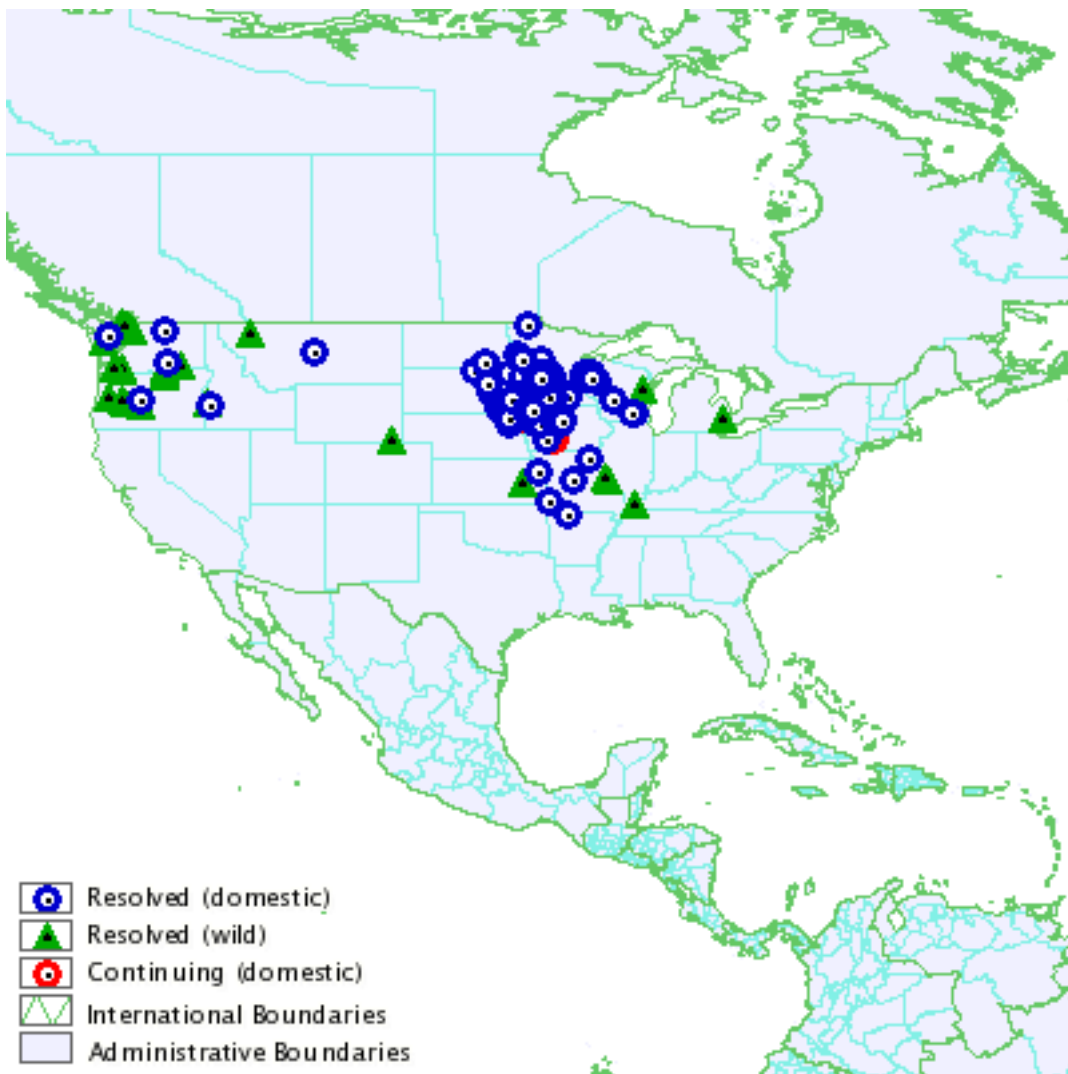 Resolved (domestic)
Resolved (wild)
Continuing (domestic)
International Boundaries
Administrative Boundaries